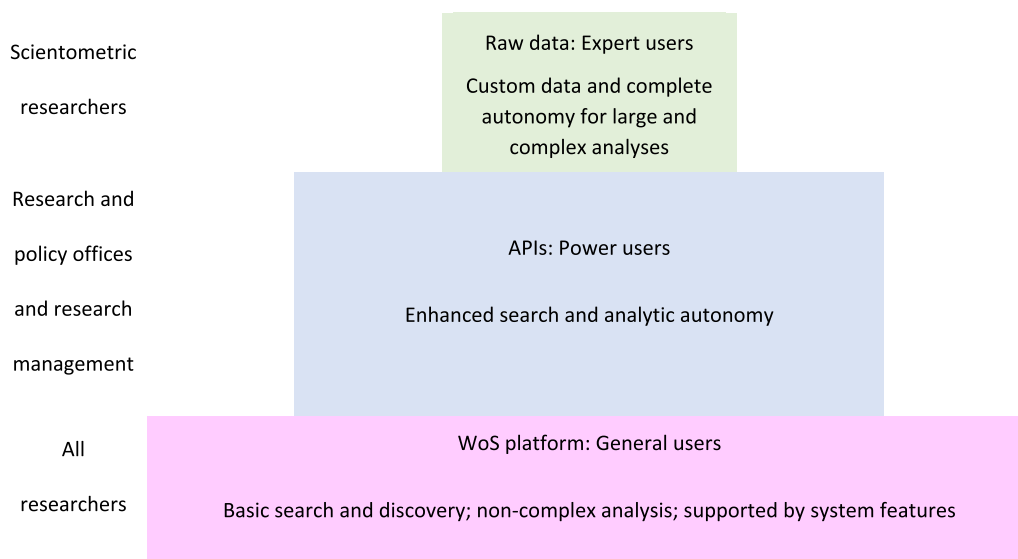 Scientometric
researchers
Raw data: Expert users
Custom data and complete
autonomy for large and
complex analyses
Research and
policy offices
and research
management
APIs: Power users
Enhanced search and analytic autonomy
All
researchers
WoS platform: General users
Basic search and discovery; non-complex analysis; supported by system features